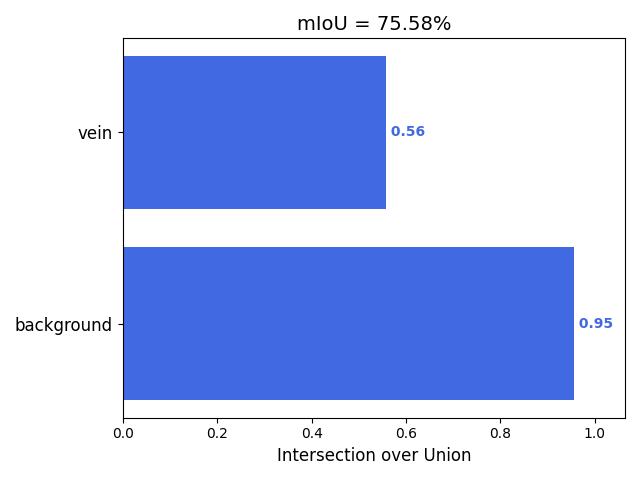 mIoU = 75.58%
vein
0.56
background
0.95
0.0 0.2 0.4 0.6 0.8 1.0
Intersection over Union